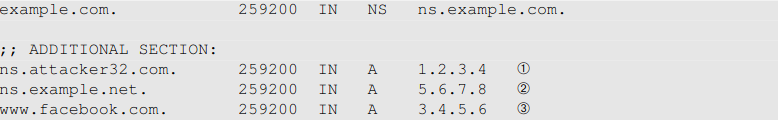 example.com. 259200 IN NS ns.example.com.
;; ADDITIONAL SECTION:
ns.attacker32.com. 259200 IN A 1.2.3.4 ①
ns.example.net. 259200 IN A 5.6.7.8 ②
www.facebook.com. 259200 IN A 3.4.5.6 ③